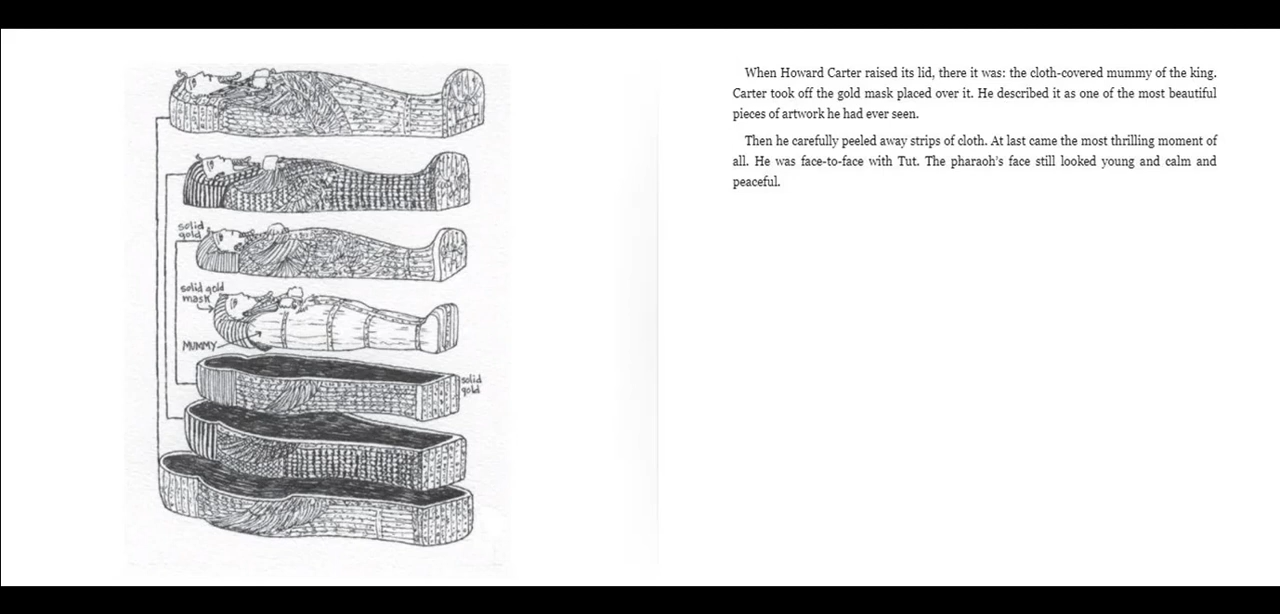 solid
gold
solid gold
mask
MUMMY
solid
gold
When Howard Carter raised its lid, there it was: the cloth-covered mummy of the king.
Carter took off the gold mask placed over it. He described it as one of the most beautiful
pieces of artwork he had ever seen.
Then he carefully peeled away strips of cloth. At last came the most thrilling moment of
all. He was face-to-face with Tut. The pharaoh's face still looked young and calm and
peaceful.